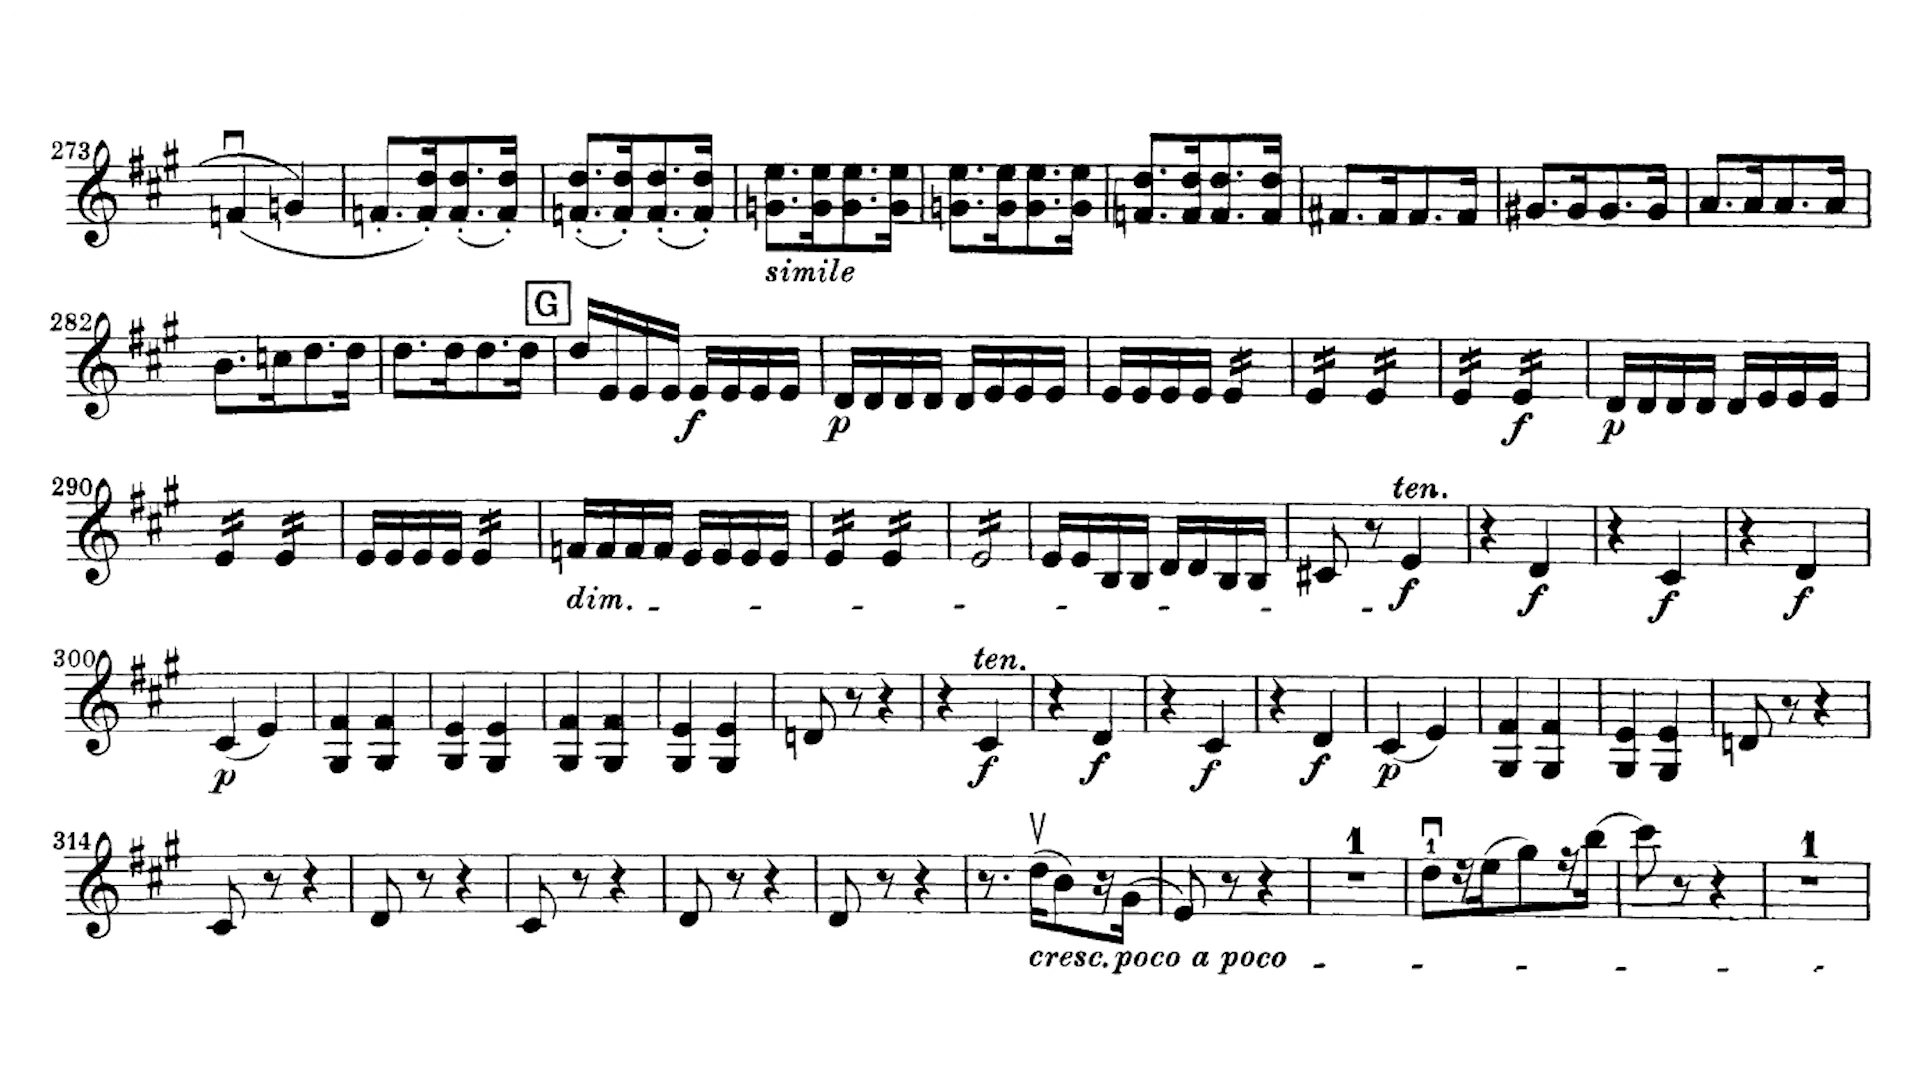 273
simile
282 G
f p f p
290 ten.
dim. - - - - - - - - f f f f
300 ten.
p f f f f p
314 1 1 1
cresc. poco a poco - - - - - -